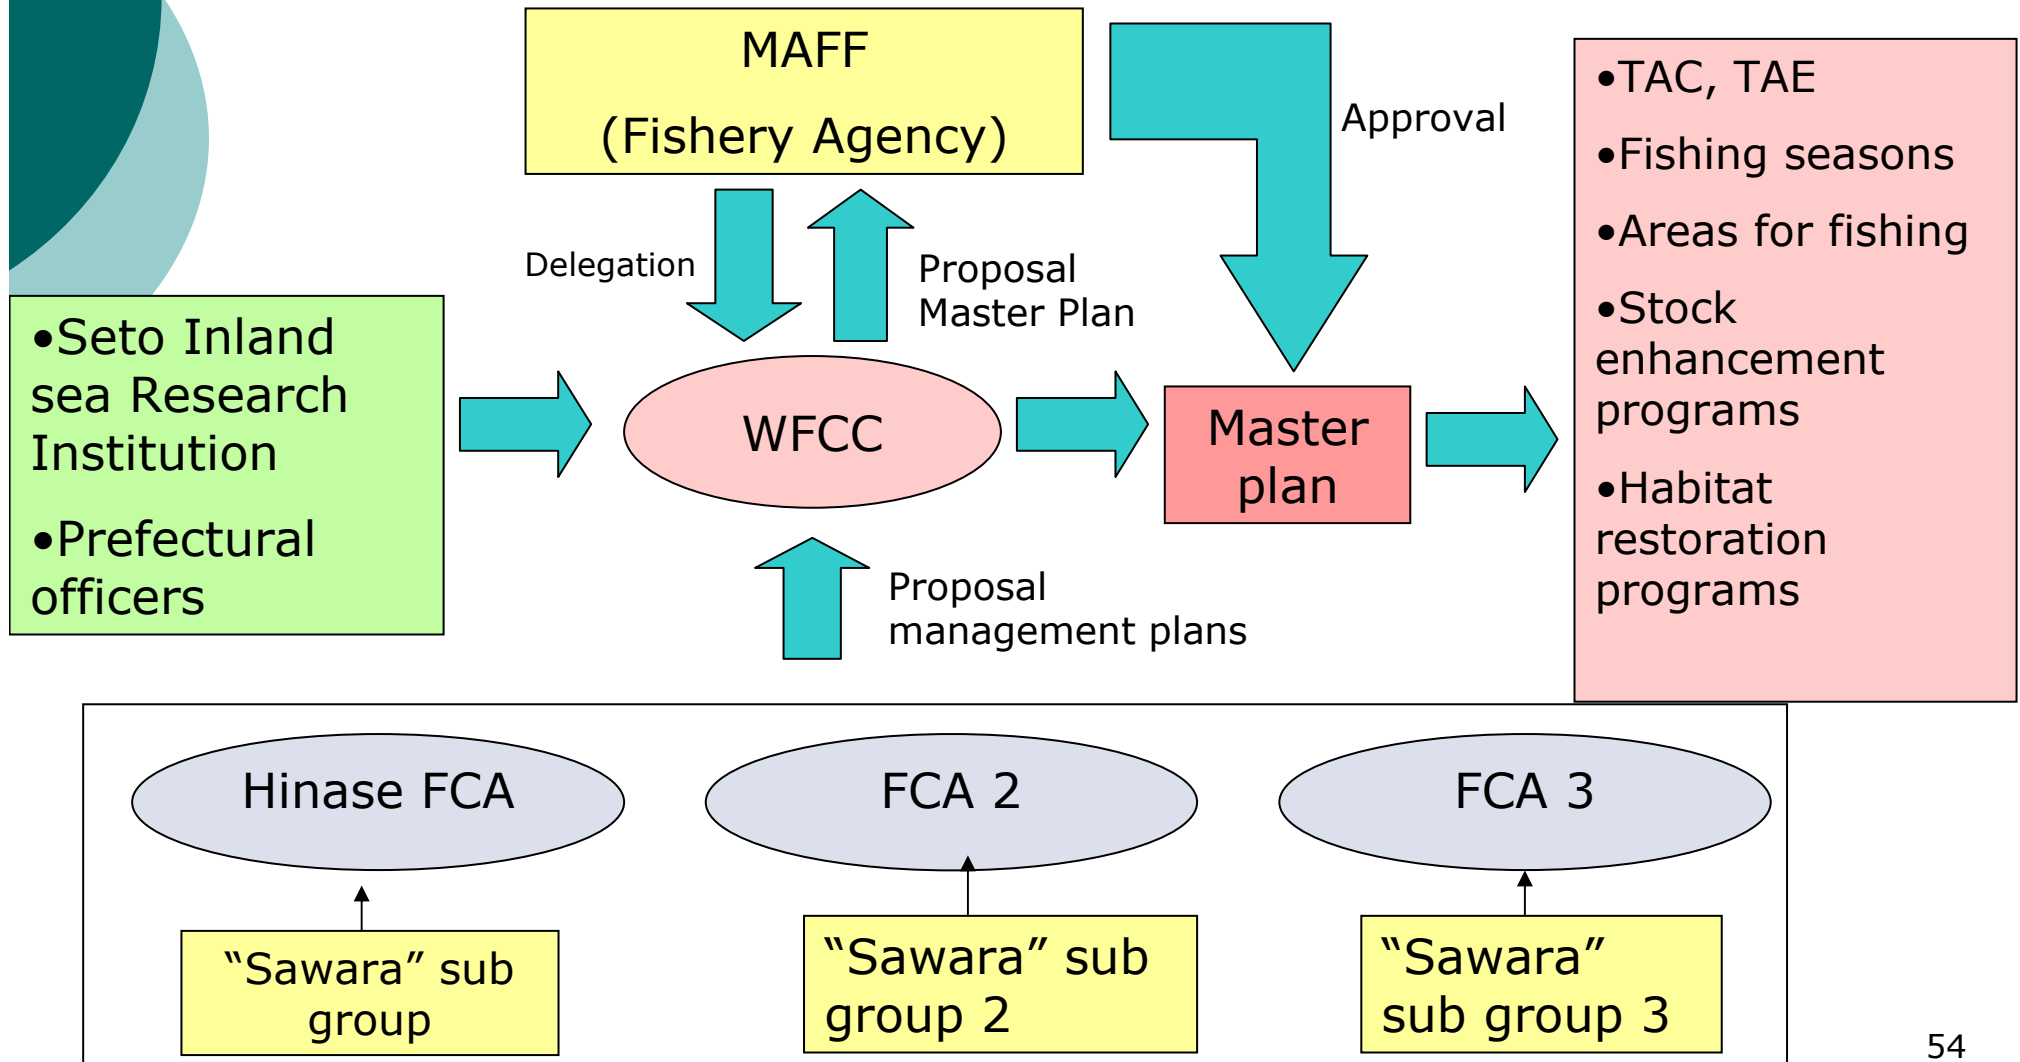 MAFF
(Fishery Agency)
Approval
•TAC, TAE
•Fishing seasons
•Areas for fishing
•Stock
enhancement
programs
•Habitat
restoration
programs
Delegation
Proposal
Master Plan
•Seto Inland
sea Research
Institution
•Prefectural
officers
WFCC
Master
plan
Proposal
management plans
Hinase FCA
FCA 2
FCA 3
“Sawara” sub
group
“Sawara” sub
group 2
“Sawara”
sub group 3
54